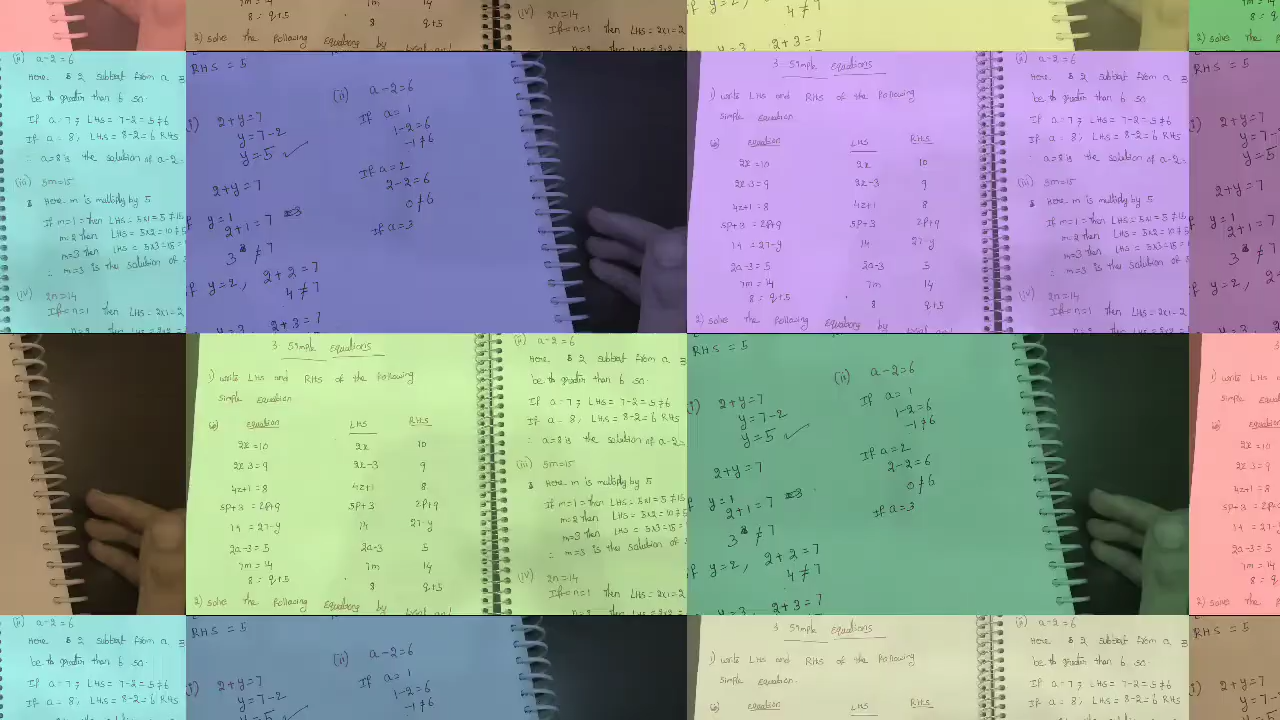 RHS = 5
(ii) a-2=6
2+y=7
y=7-2
y=5 ✓
2+y=7
y=1
2+1=7
3 ≠ 7
if y=2, 2+2=7
4≠7
y=3, 2+3=7
If a=1
1-2=6
-1≠6
If a=2
2-2=6
0≠6
If a=3
3 Simple Equations
1) write LHS and RHS of the following
simple equation
equation LHS RHS
2x=10 2x 10
2x-3=9 2x-3 9
4z+1=8 4z+1 8
5p+3=2p+9 5p+3 2p+9
14=27-y 14 27-y
2a-3=5 2a-3 5
7m=14 7m 14
8=q+5 8 q+5
2) solve the following equations by
(ii) a-2=6
Here 2 subtract from a
be to greater than 6 so.
If a=7; LHS=7-2=5≠6
If a=8, LHS=8-2=6 RHS
∴ a=8 is the solution of a-2=
(iii) 5m=15
Here m is multiply by 5
If m=1 = then LHS=5×1=5≠15
m=2 then LHS=5×2=10≠
m=3 then LHS=5×3=15=
∴ m=3 is the solution of
(iv) 2n=14
If n=1 then LHS=2×1=2